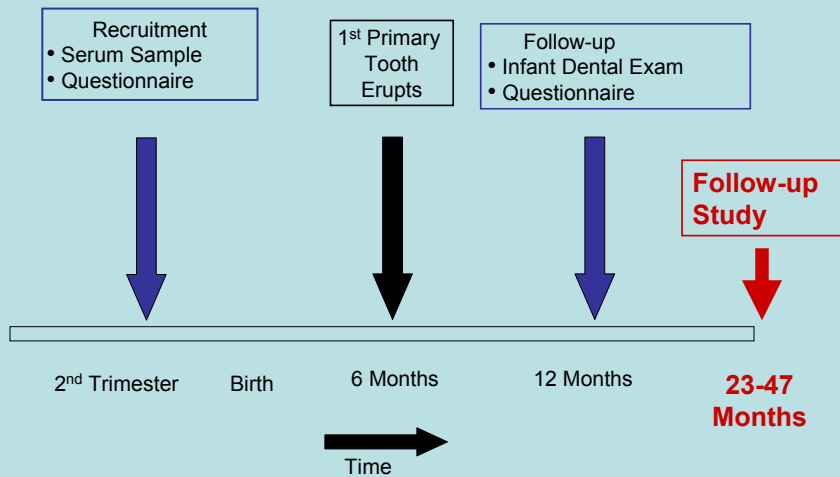 Recruitment
• Serum Sample
• Questionnaire
1st Primary
Tooth
Erupts
Follow-up
• Infant Dental Exam
• Questionnaire
Follow-up
Study
2nd Trimester
Birth
6 Months
12 Months
23-47
Months
Time